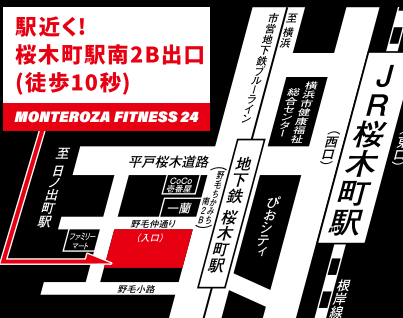 駅近く!
桜木町駅南2B出口
(徒歩10秒)
MONTEROZA FITNESS 24
至 横浜
市営地下鉄ブルーライン
横浜市健康福祉
総合センター
JR桜木町駅
(西口)
(東口)
至 日ノ出町駅
平戸桜木道路
CoCo
壱番屋
一蘭
(野毛ちかみち
南2B)
地下鉄 桜木町駅
ぴおシティ
野毛仲通り
(入口)
ファミリー
マート
野毛小路
根岸線